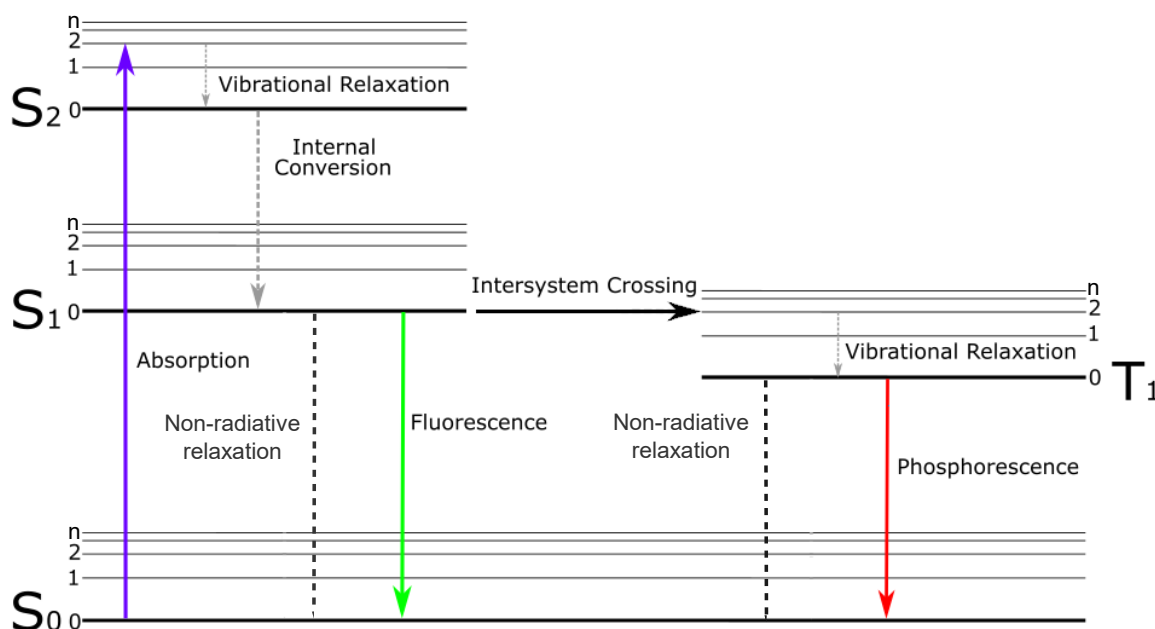 n
2
Vibrational Relaxation
1
S2 0
Internal
Conversion
n
2
1
Intersystem Crossing
n
2
S1 0
1
Absorption
Vibrational Relaxation
0 T1
Non-radiative
relaxation
Fluorescence
Non-radiative
relaxation
Phosphorescence
n
2
1
S0 0